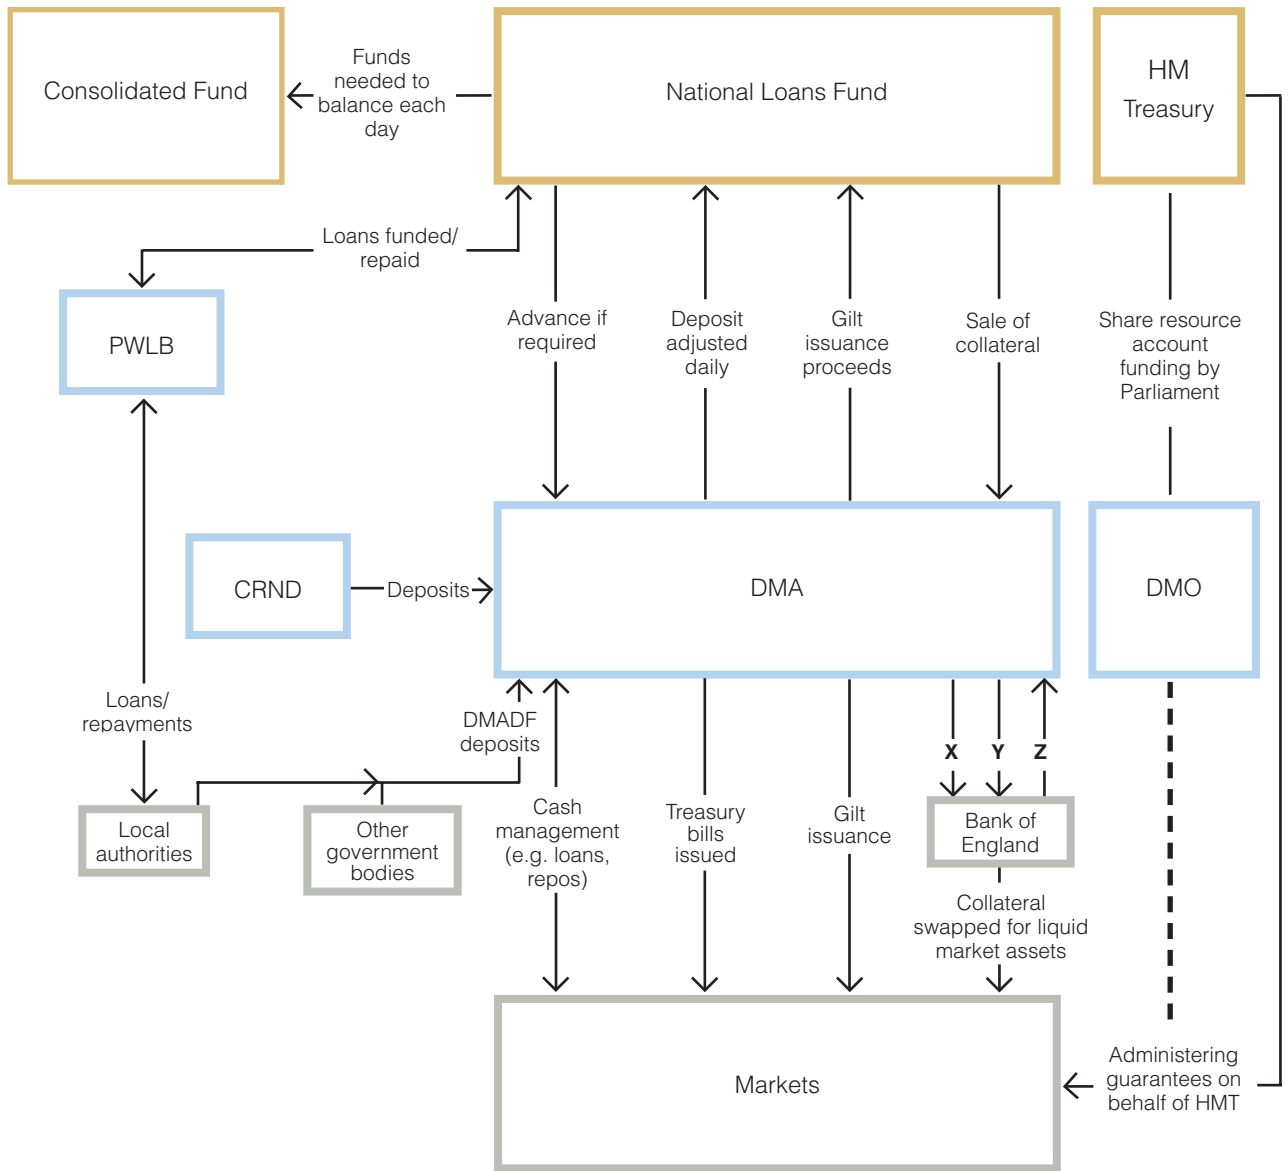 Consolidated Fund
Funds
needed to
balance each
day
National Loans Fund
HM
Treasury
Loans funded/
repaid
PWLB
Advance if
required
Deposit
adjusted
daily
Gilt
issuance
proceeds
Sale of
collateral
Share resource
account
funding by
Parliament
CRND
Deposits
DMA
DMO
Loans/
repayments
DMADF
deposits
X
Y
Z
Local
authorities
Other
government
bodies
Cash
management
(e.g. loans,
repos)
Treasury
bills
issued
Gilt
issuance
Bank of
England
Collateral
swapped for liquid
market assets
Markets
Administering
guarantees on
behalf of HMT